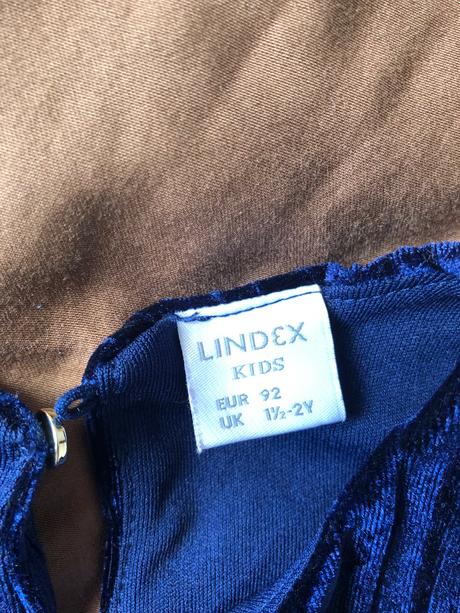 LINDEX
KIDS
EUR 92
UK 1½-2Y